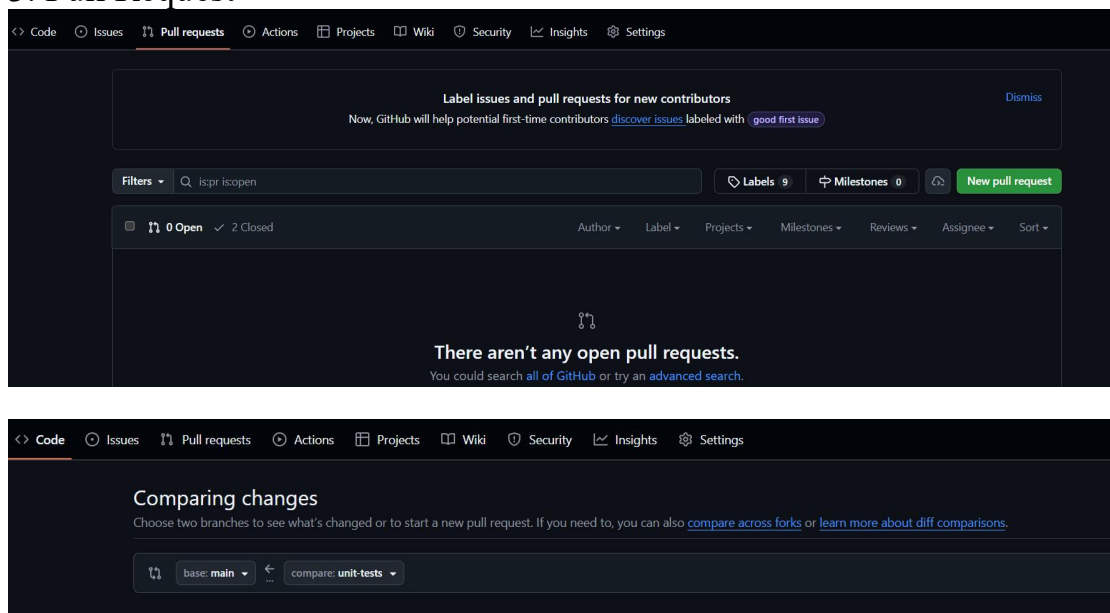 3. Pull Request
Code Issues Pull requests Actions Projects Wiki Security Insights Settings
Label issues and pull requests for new contributors
Dismiss
Now, GitHub will help potential first-time contributors discover issues labeled with good first issue
Filters is:pr is:open Labels 9 Milestones 0 New pull request
0 Open 2 Closed Author Label Projects Milestones Reviews Assignee Sort
There aren't any open pull requests.
You could search all of GitHub or try an advanced search.
Code Issues Pull requests Actions Projects Wiki Security Insights Settings
Comparing changes
Choose two branches to see what's changed or to start a new pull request. If you need to, you can also compare across forks or learn more about diff comparisons.
base: main ← ... compare: unit-tests